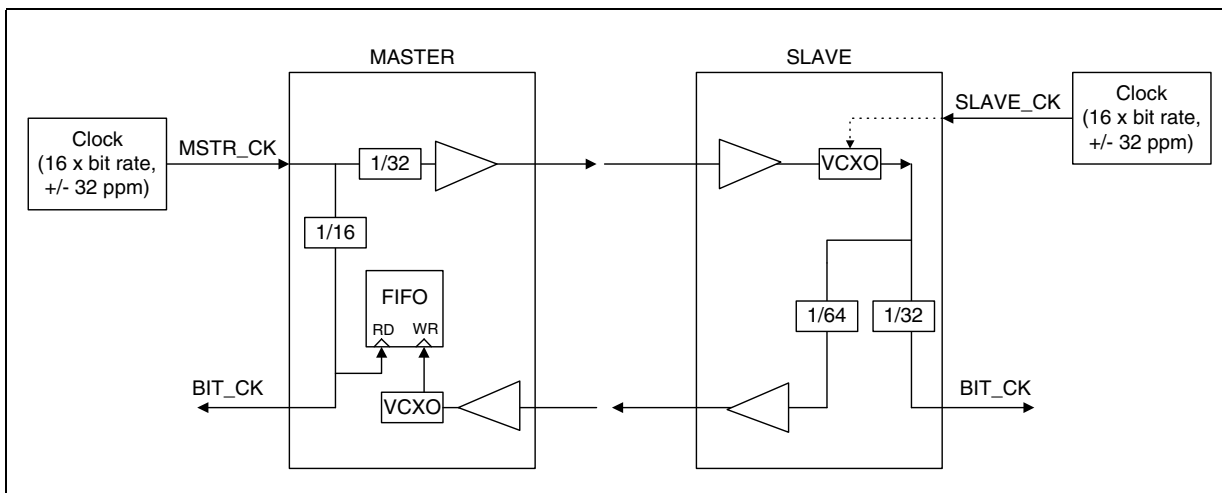 MASTER
SLAVE
Clock
(16 x bit rate,
+/- 32 ppm)
MSTR_CK
1/32
1/16
FIFO
RD
WR
VCXO
BIT_CK
VCXO
SLAVE_CK
Clock
(16 x bit rate,
+/- 32 ppm)
1/64
1/32
BIT_CK